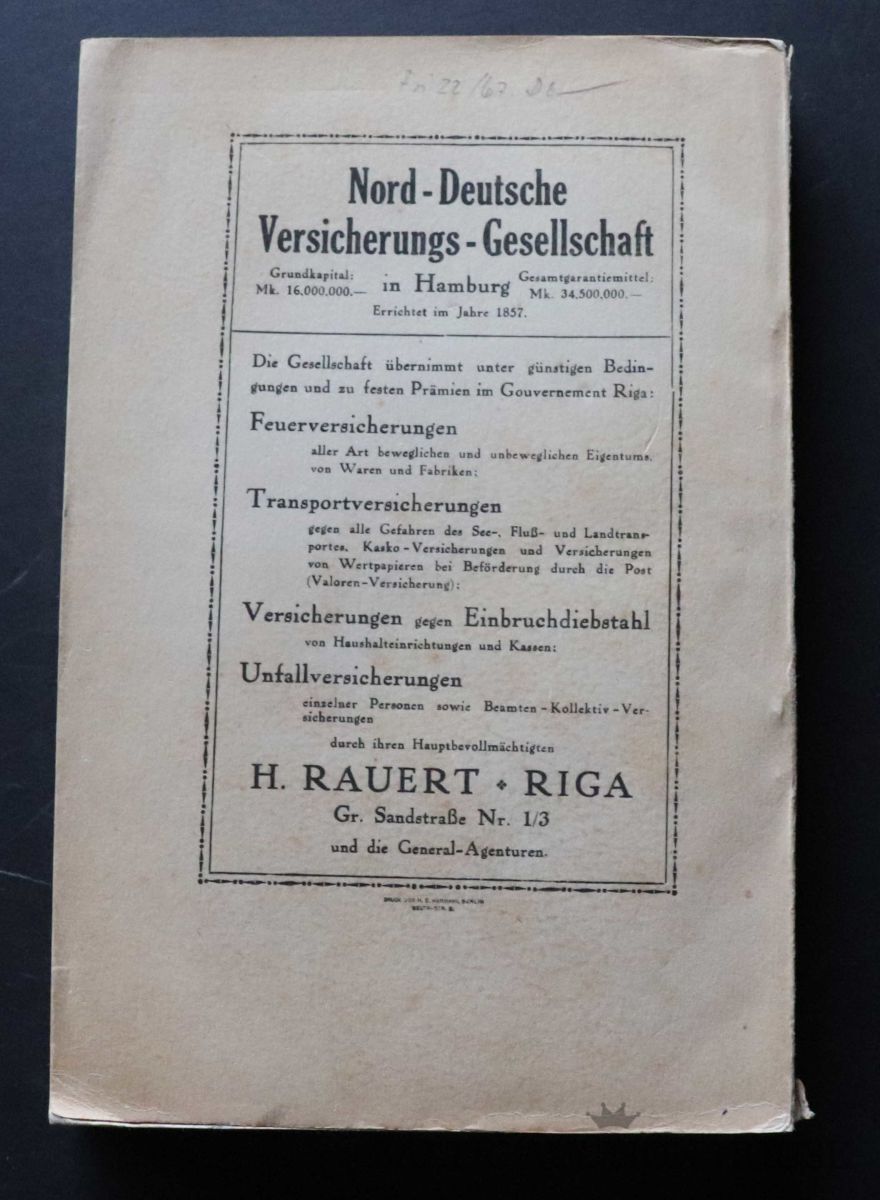 Nord-Deutsche
Versicherungs-Gesellschaft
Grundkapital:
Mk. 16,000,000.—
in Hamburg
Gesamtgarantiemittel:
Mk. 34,500,000.—
Errichtet im Jahre 1857.
Die Gesellschaft übernimmt unter günstigen Bedin-
gungen und zu festen Prämien im Gouvernement Riga:
Feuerversicherungen
aller Art beweglichen und unbeweglichen Eigentums,
von Waren und Fabriken;
Transportversicherungen
gegen alle Gefahren des See-, Fluß- und Landtrans-
portes, Kasko-Versicherungen und Versicherungen
von Wertpapieren bei Beförderung durch die Post
(Valoren-Versicherung);
Versicherungen gegen Einbruchdiebstahl
von Haushalteinrichtungen und Kassen;
Unfallversicherungen
einzelner Personen sowie Beamten-Kollektiv-Ver-
sicherungen
durch ihren Hauptbevollmächtigten
H. RAUERT RIGA
Gr. Sandstraße Nr. 1/3
und die General-Agenturen.
DRUCK VON H. S. HERMANN, BERLIN